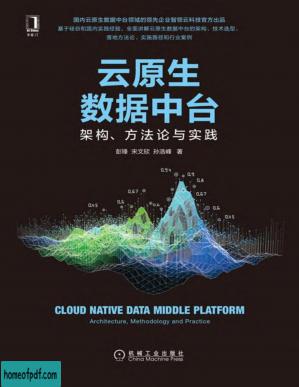 国内云原生数据中台领域的领先企业智领云科技官方出品
基于硅谷和国内实践经验，全面讲解云原生数据中台的架构、技术选型、
落地方法论、实施路径和行业案例
云原生
数据中台
架构、方法论与实践
彭锋 宋文欣 孙浩峰 著
CLOUD NATIVE DATA MIDDLE PLATFORM
Architecture, Methodology and Practice
机械工业出版社
China Machine Press
homeofpdf.com
homeofpdf.com